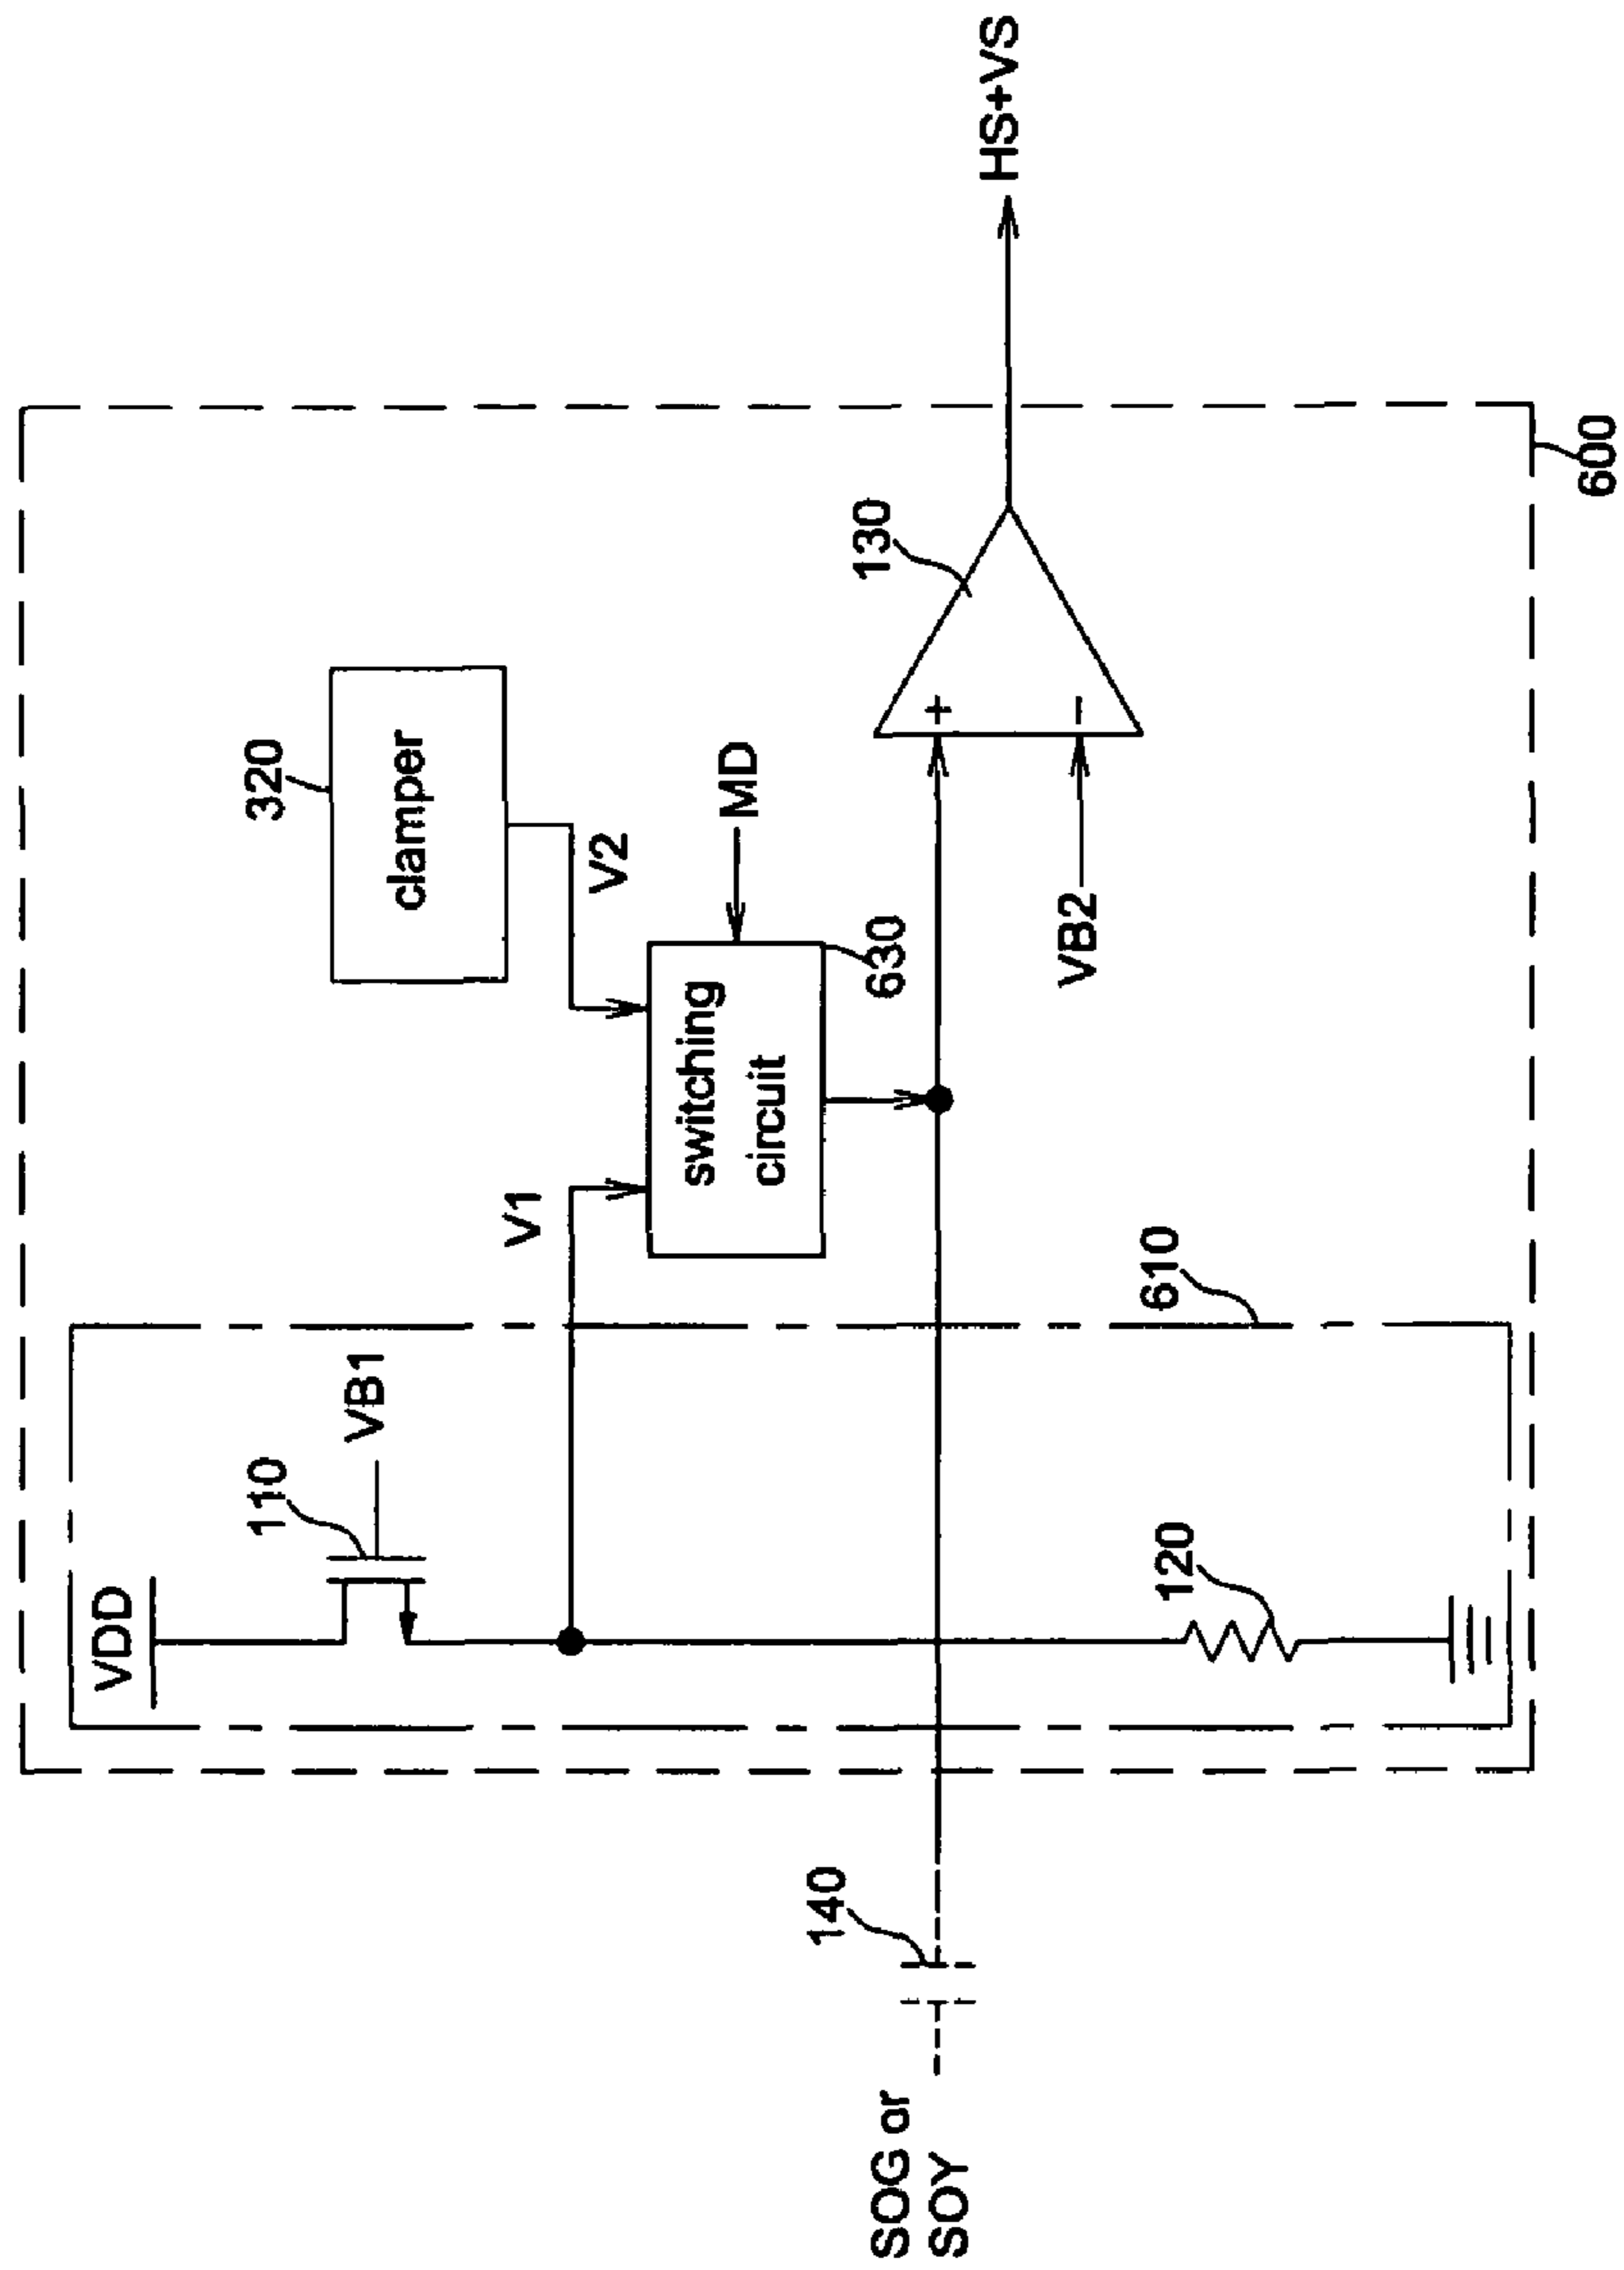 VDD
110
VB1
V1
320
clamper
V2
MD
switching
circuit
630
130
+
−
VB2
HS+VS
SOG or
SOY
140
120
610
600